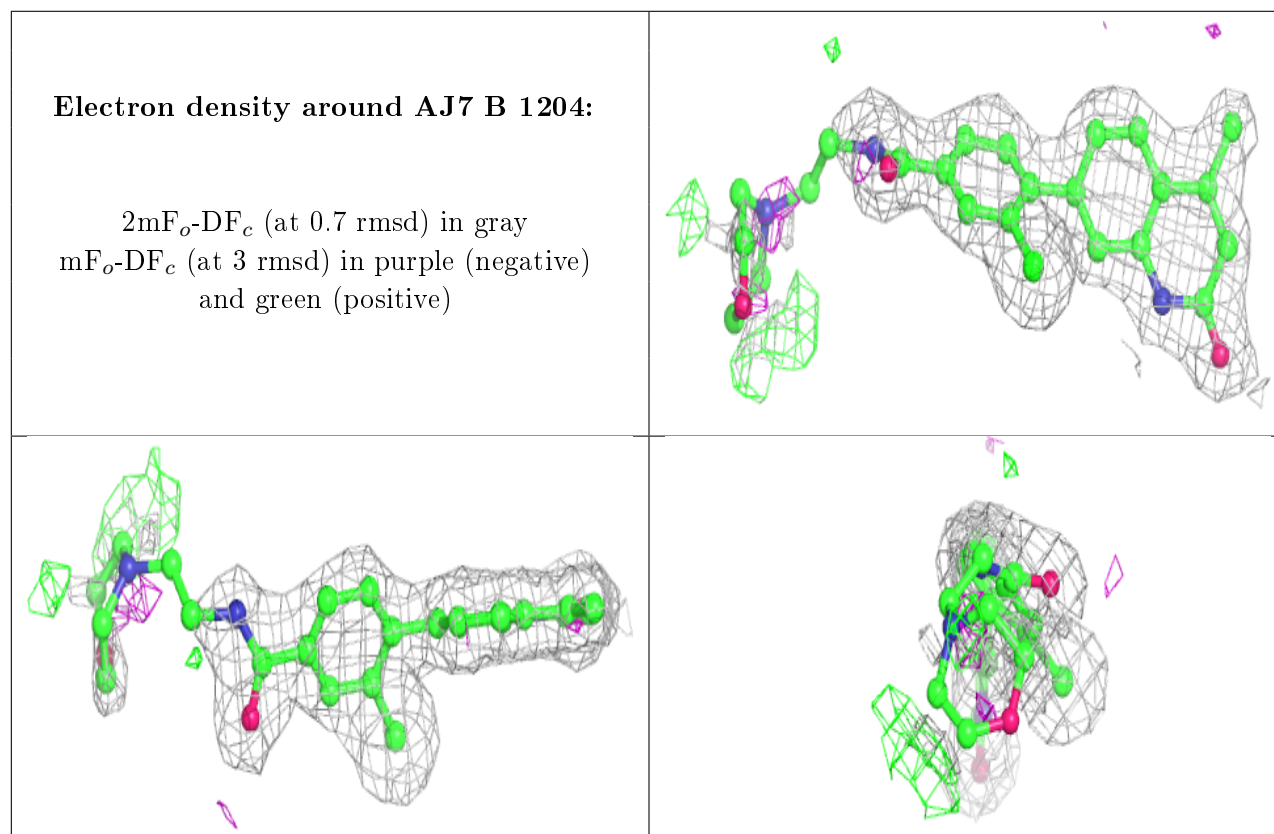 Electron density around AJ7 B 1204:
2mFₒ-DF𝒸 (at 0.7 rmsd) in gray
mFₒ-DF𝒸 (at 3 rmsd) in purple (negative)
and green (positive)